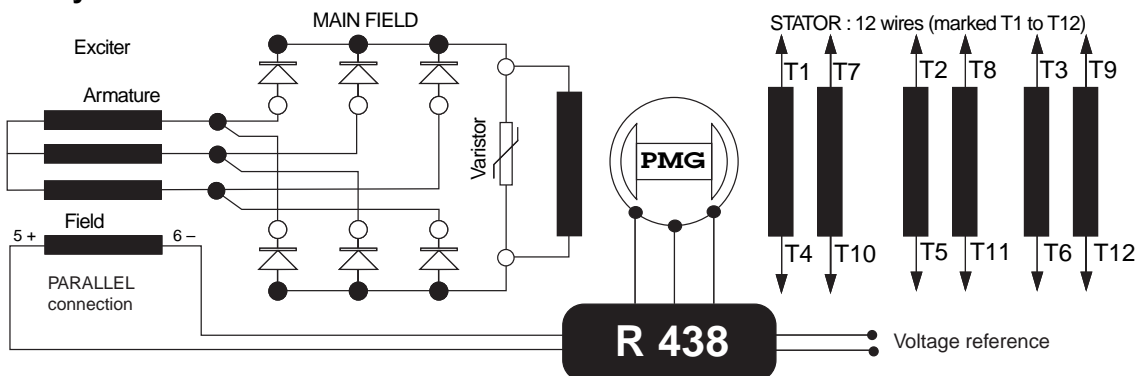 MAIN FIELD
STATOR : 12 wires (marked T1 to T12)
Exciter
Armature
T1 T7 T2 T8 T3 T9
Varistor
PMG
Field
5 + 6 –
T4 T10 T5 T11 T6 T12
PARALLEL
connection
R 438
Voltage reference